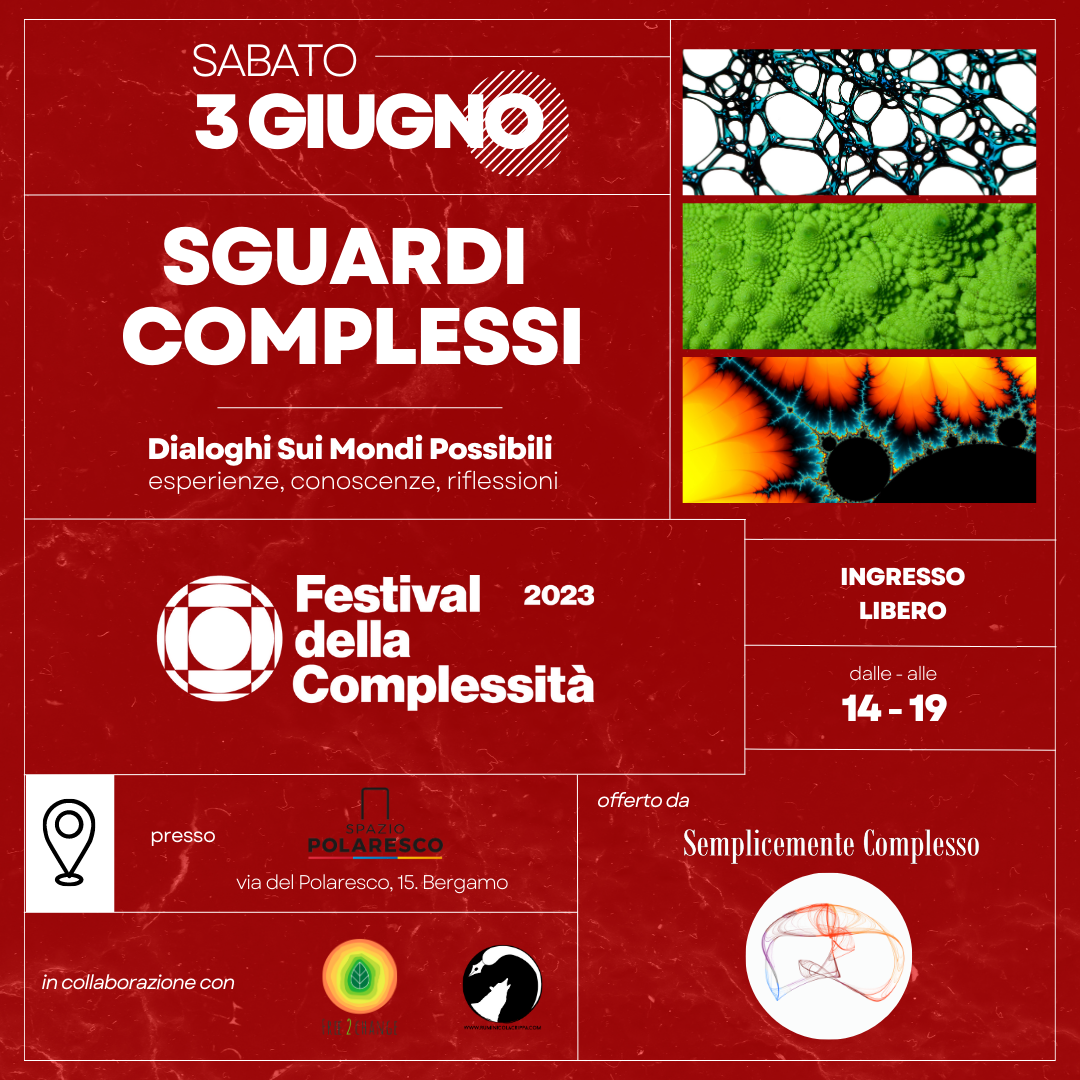 SABATO
3 GIUGNO
SGUARDI
COMPLESSI
Dialoghi Sui Mondi Possibili
esperienze, conoscenze, riflessioni
Festival 2023
della
Complessità
INGRESSO
LIBERO
dalle - alle
14 - 19
presso
SPAZIO
POLARESCO
via del Polaresco, 15. Bergamo
offerto da
Semplicemente Complesso
in collaborazione con